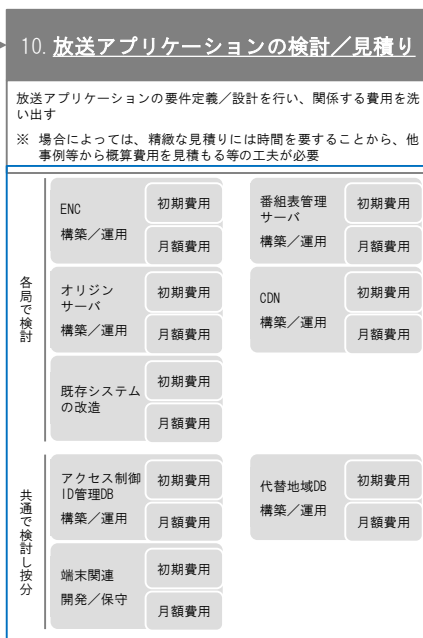 10. 放送アプリケーションの検討／見積り
放送アプリケーションの要件定義／設計を行い、関係する費用を洗
い出す
※ 場合によっては、精緻な見積りには時間を要することから、他
事例等から概算費用を見積もる等の工夫が必要
各局で検討
ENC
構築／運用
初期費用
月額費用
番組表管理
サーバ
構築／運用
初期費用
月額費用
オリジン
サーバ
構築／運用
初期費用
月額費用
CDN
構築／運用
初期費用
月額費用
既存システム
の改造
初期費用
月額費用
共通で検討し按分
アクセス制御
ID管理DB
構築／運用
初期費用
月額費用
代替地域DB
構築／運用
初期費用
月額費用
端末関連
開発／保守
初期費用
月額費用